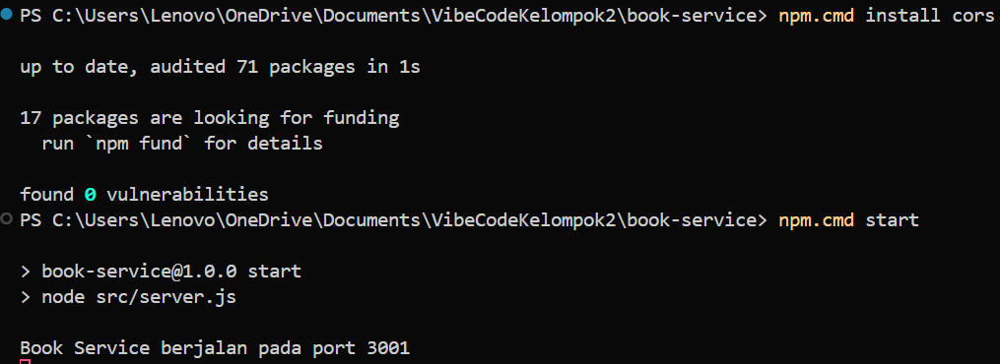 PS C:\Users\Lenovo\OneDrive\Documents\VibeCodeKelompok2\book-service> npm.cmd install cors
up to date, audited 71 packages in 1s
17 packages are looking for funding
run `npm fund` for details
found 0 vulnerabilities
PS C:\Users\Lenovo\OneDrive\Documents\VibeCodeKelompok2\book-service> npm.cmd start
> book-service@1.0.0 start
> node src/server.js
Book Service berjalan pada port 3001